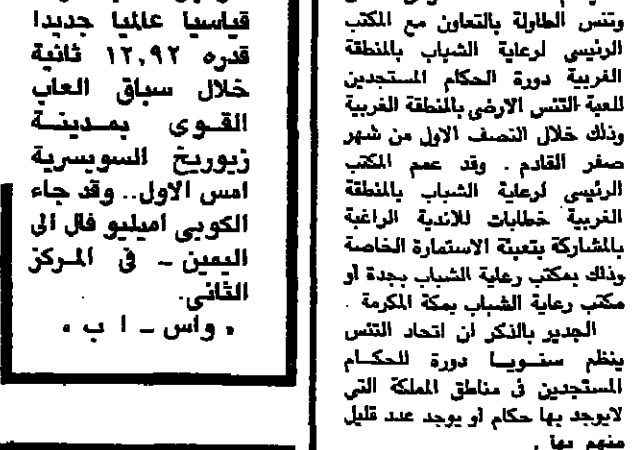 وتنس الطاولة بالتعاون مع المكتب
الرئيسي لرعاية الشباب بالمنطقة
الغربية دورة الحكام المستجدين
للعبة التنس الارضي بالمنطقة الغربية
وذلك خلال النصف الاول من شهر
صفر القادم . وقد عمم المكتب
الرئيسي لرعاية الشباب بالمنطقة
الغربية خطابات للاندية الراغبة
بالمشاركة بتعبئة الاستمارة الخاصة
وذلك بمكتب رعاية الشباب بجدة أو
مكتب رعاية الشباب بمكة المكرمة .
الجدير بالذكر ان اتحاد التنس
ينظم سنويا دورة للحكام
المستجدين في مناطق المملكة التي
لايوجد بها حكام أو يوجد عدد قليل
منهم بها .
قياسيا عالميا جديدا
قدره ١٢,٩٢ ثانية
خلال سباق العاب
القوى بمدينة
زيوريخ السويسرية
امس الاول.. وقد جاء
الكوبي اميليو فال الى
اليمين ـ في المركز
الثاني.
« واس ـ ا ب »